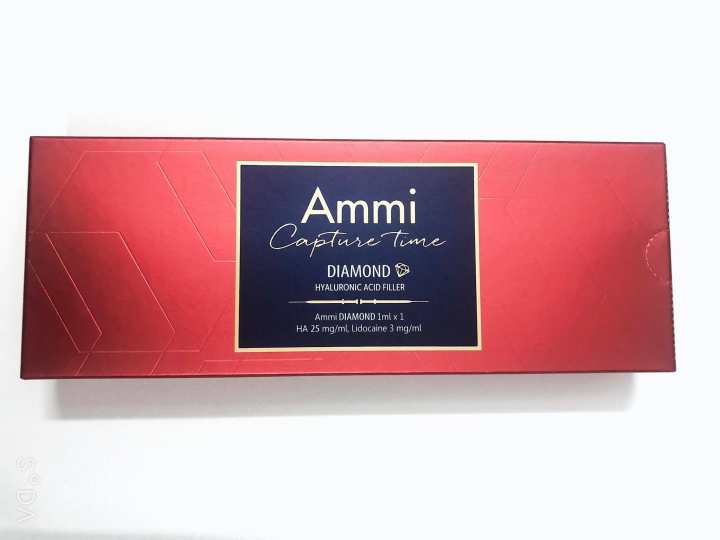 Ammi
Capture time
DIAMOND
HYALURONIC ACID FILLER
Ammi DIAMOND 1ml x 1
HA 25 mg/ml, Lidocaine 3 mg/ml